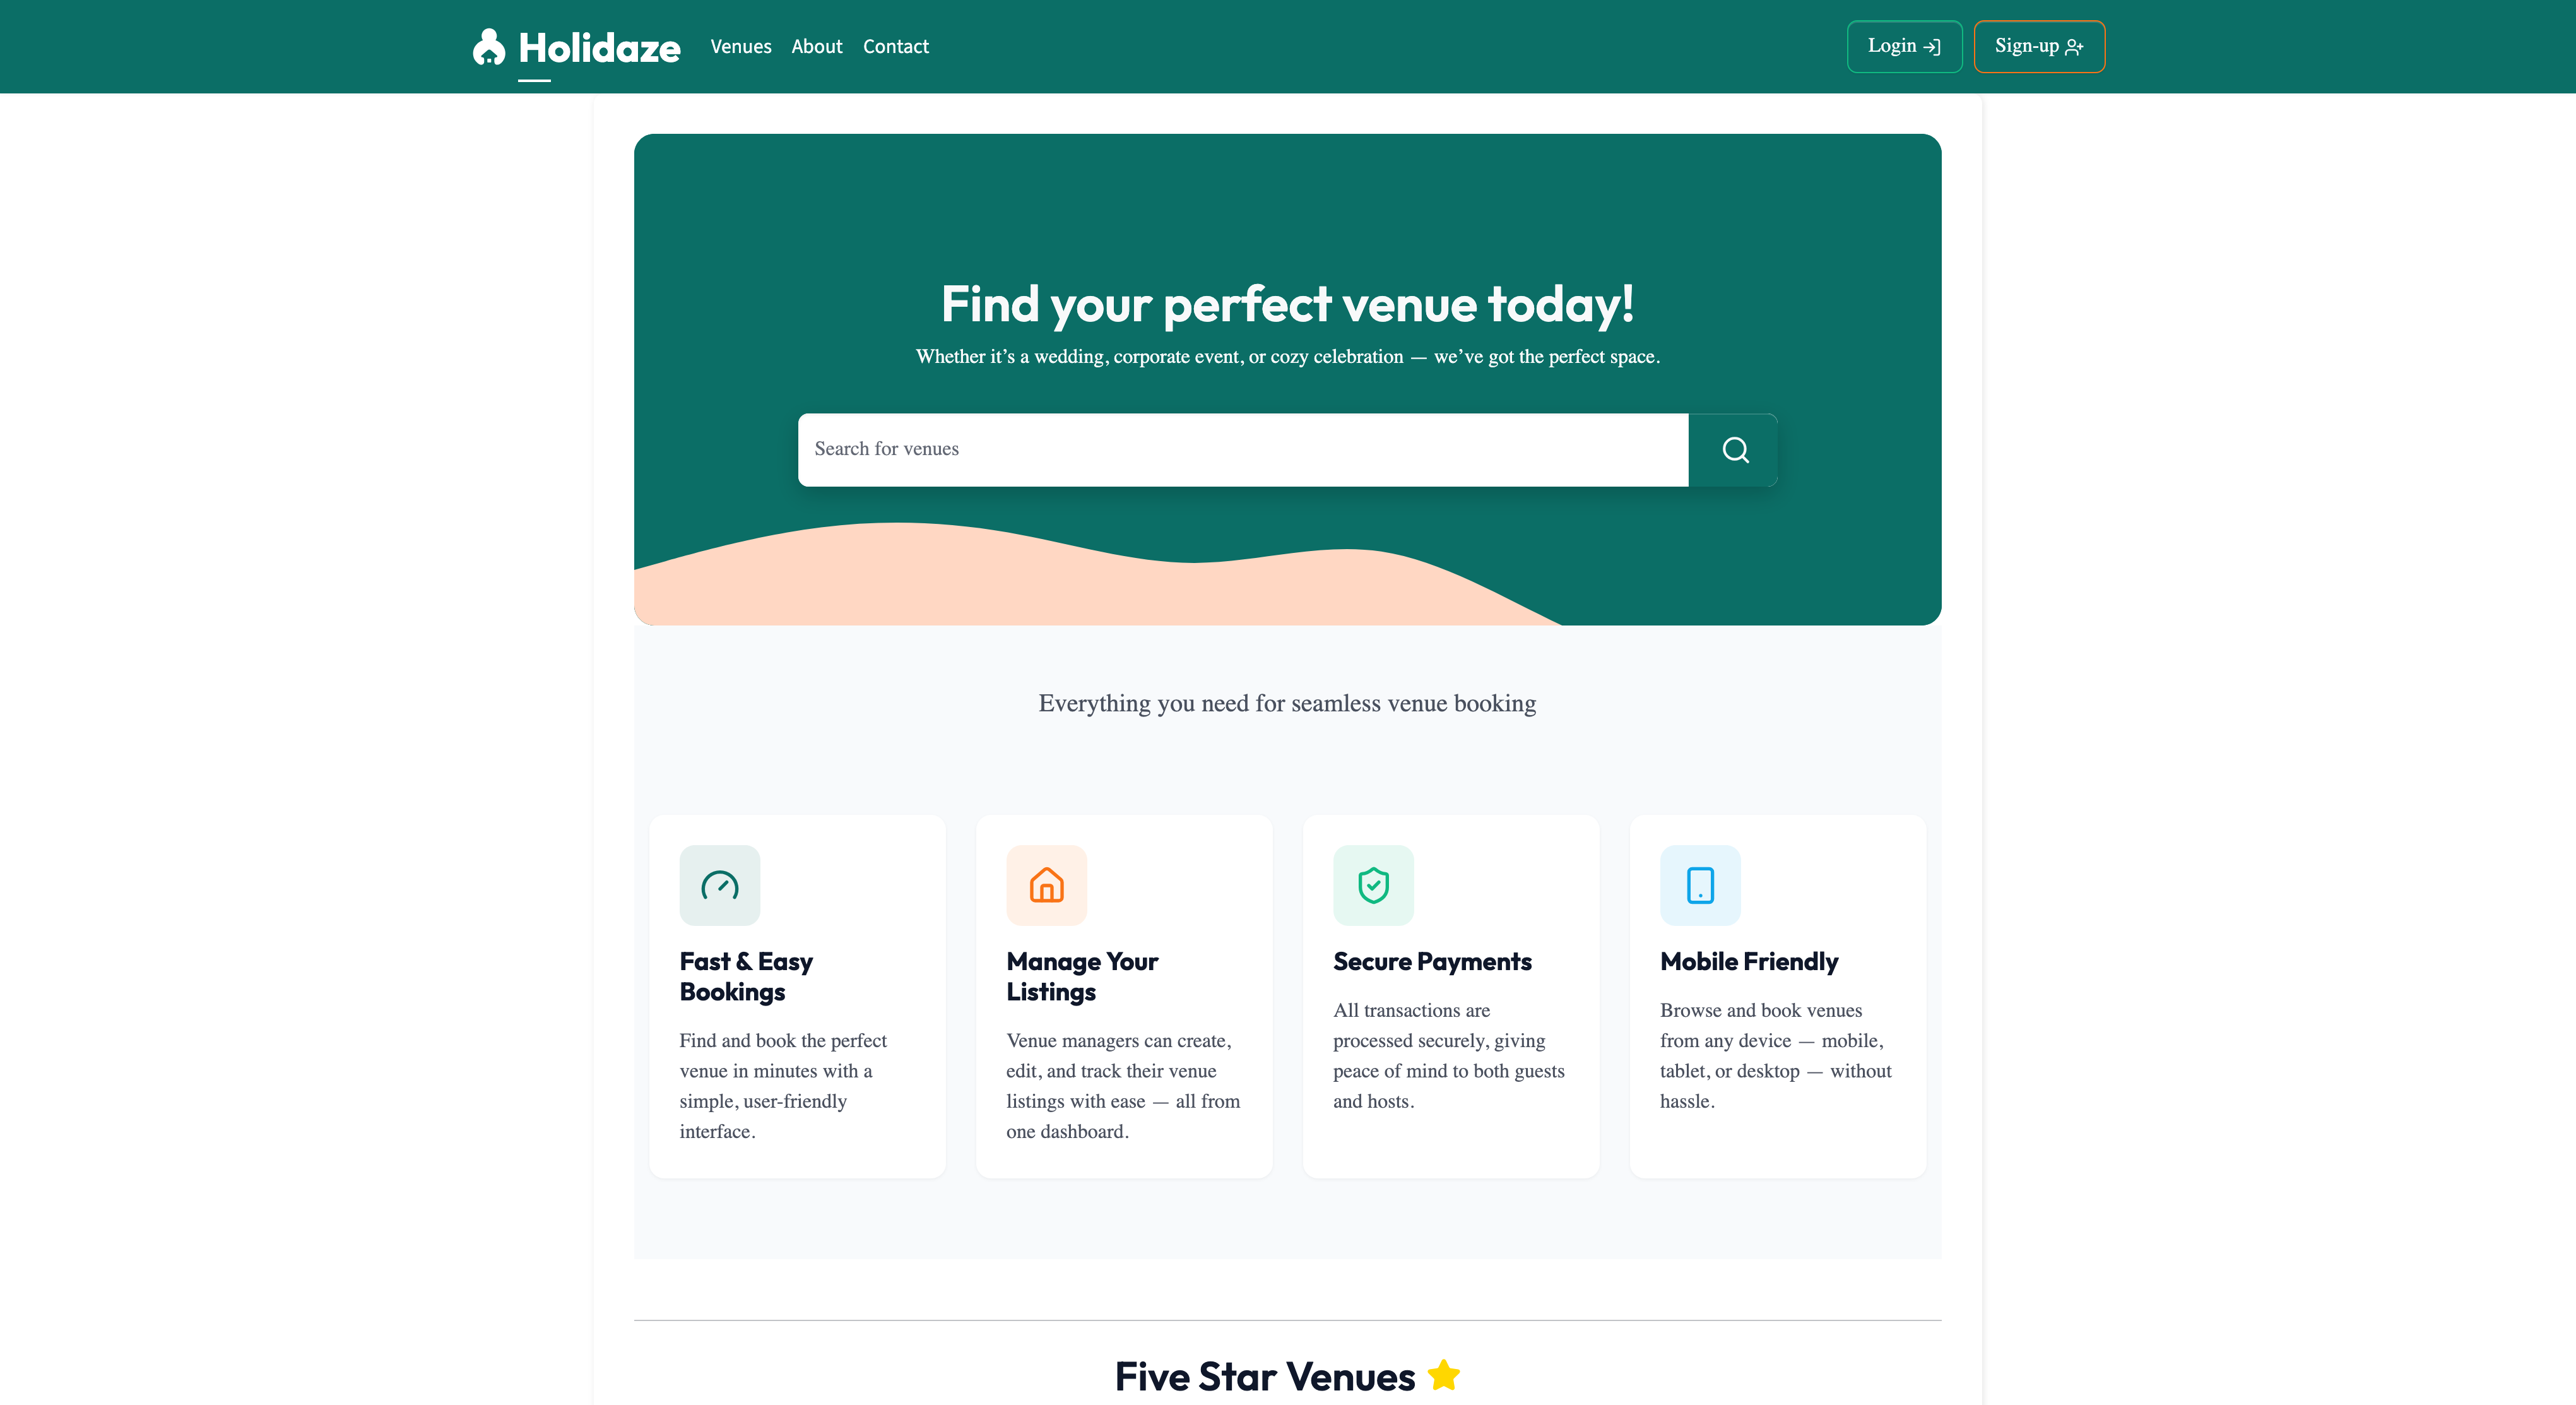 Holidaze
Venues
About
Contact
Login
Sign-up
Find your perfect venue today!
Whether it’s a wedding, corporate event, or cozy celebration — we’ve got the perfect space.
Search for venues
Everything you need for seamless venue booking
Fast & Easy
Bookings
Find and book the perfect
venue in minutes with a
simple, user-friendly
interface.
Manage Your
Listings
Venue managers can create,
edit, and track their venue
listings with ease — all from
one dashboard.
Secure Payments
All transactions are
processed securely, giving
peace of mind to both guests
and hosts.
Mobile Friendly
Browse and book venues
from any device — mobile,
tablet, or desktop — without
hassle.
Five Star Venues